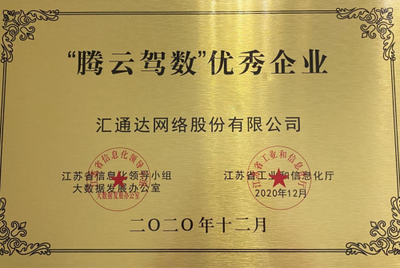 “腾云驾数”优秀企业
汇通达网络股份有限公司
江苏省信息化领导小组
大数据发展办公室
江苏省工业和信息化厅
2020年12月
二〇二〇年十二月